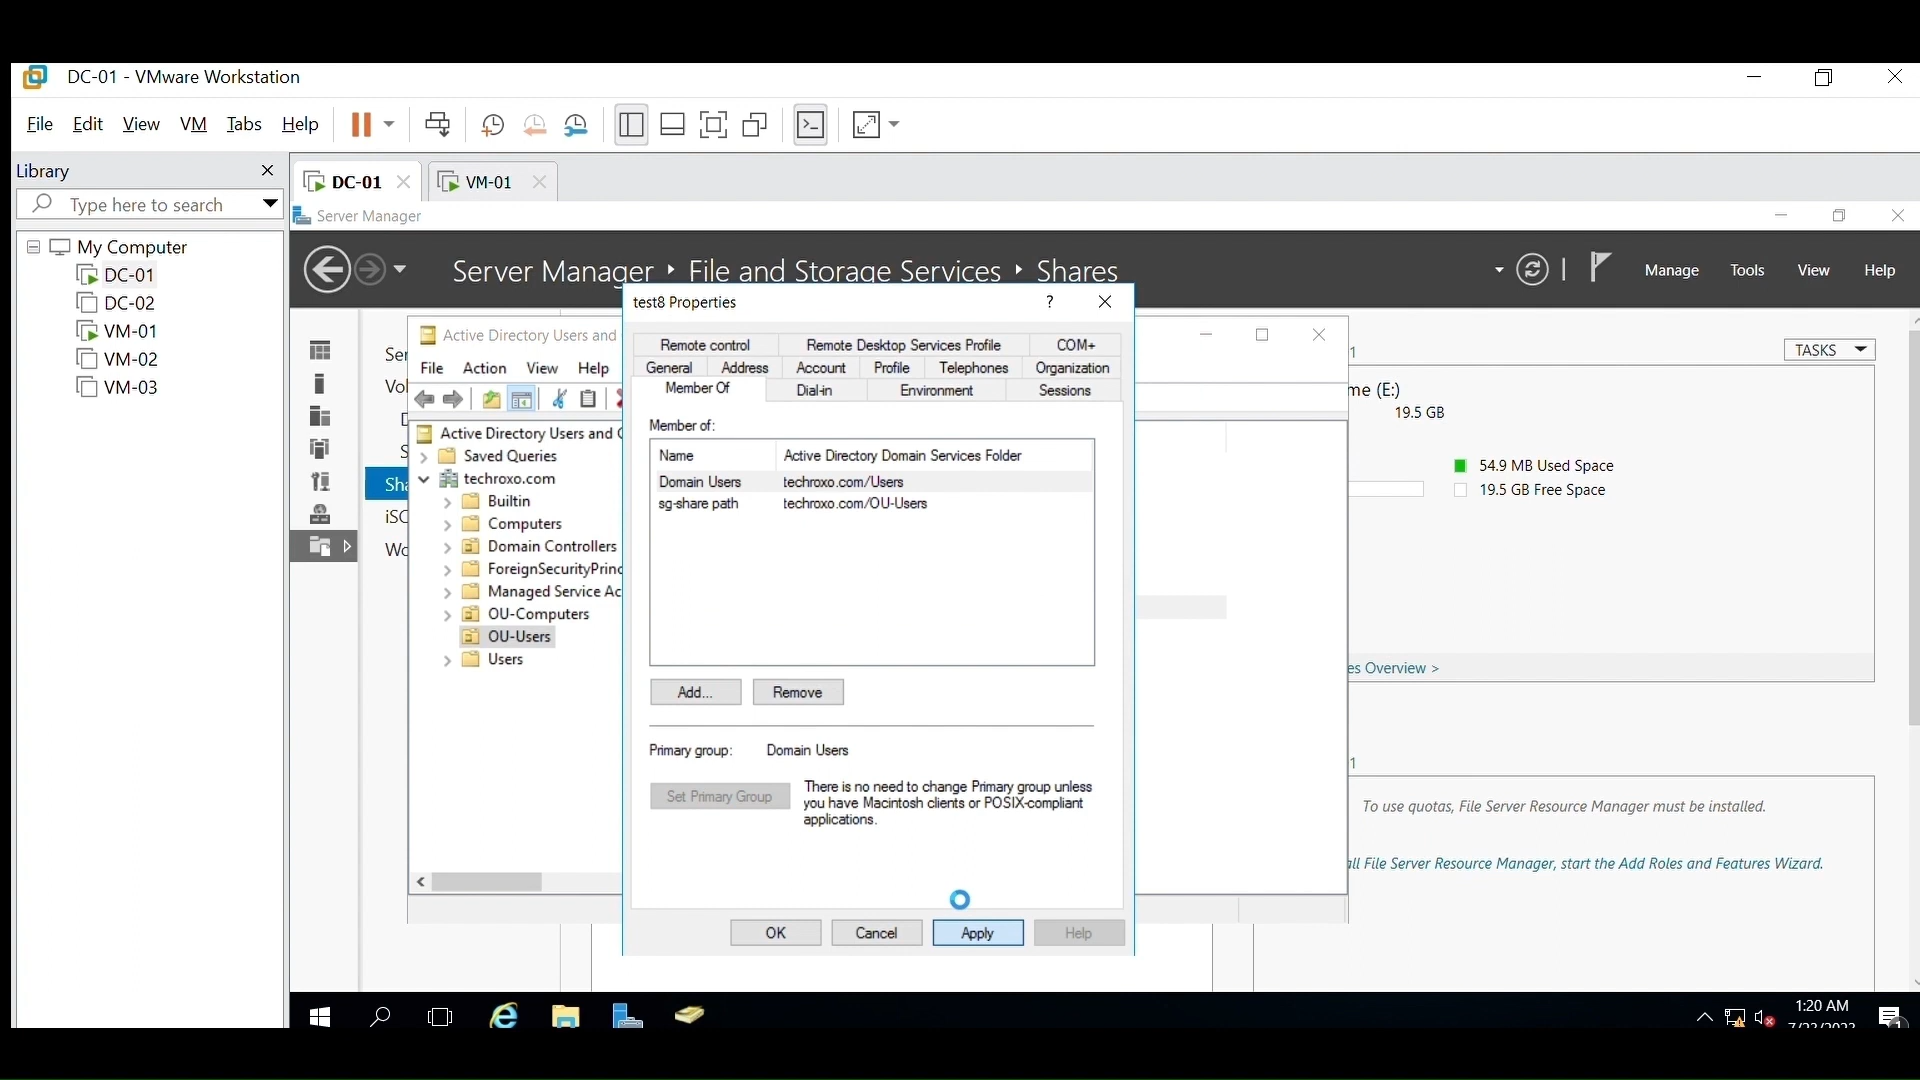 DC-01 - VMware Workstation
File Edit View VM Tabs Help
Library
Type here to search
My Computer
DC-01
DC-02
VM-01
VM-02
VM-03
DC-01
VM-01
Server Manager
Server Manager ‣ File and Storage Services ‣ Shares
Manage Tools View Help
Active Directory Users and
File Action View Help
Active Directory Users and C
Saved Queries
techroxo.com
Builtin
Computers
Domain Controllers
ForeignSecurityPrinc
Managed Service Ac
OU-Computers
OU-Users
Users
test8 Properties
Remote control Remote Desktop Services Profile COM+
General Address Account Profile Telephones Organization
Member Of Dial-in Environment Sessions
Member of:
Name Active Directory Domain Services Folder
Domain Users techroxo.com/Users
sg-share path techroxo.com/OU-Users
Add... Remove
Primary group: Domain Users
Set Primary Group
There is no need to change Primary group unless
you have Macintosh clients or POSIX-compliant
applications.
OK Cancel Apply Help
TASKS
me (E:)
19.5 GB
54.9 MB Used Space
19.5 GB Free Space
es Overview >
To use quotas, File Server Resource Manager must be installed.
all File Server Resource Manager, start the Add Roles and Features Wizard.
1:20 AM